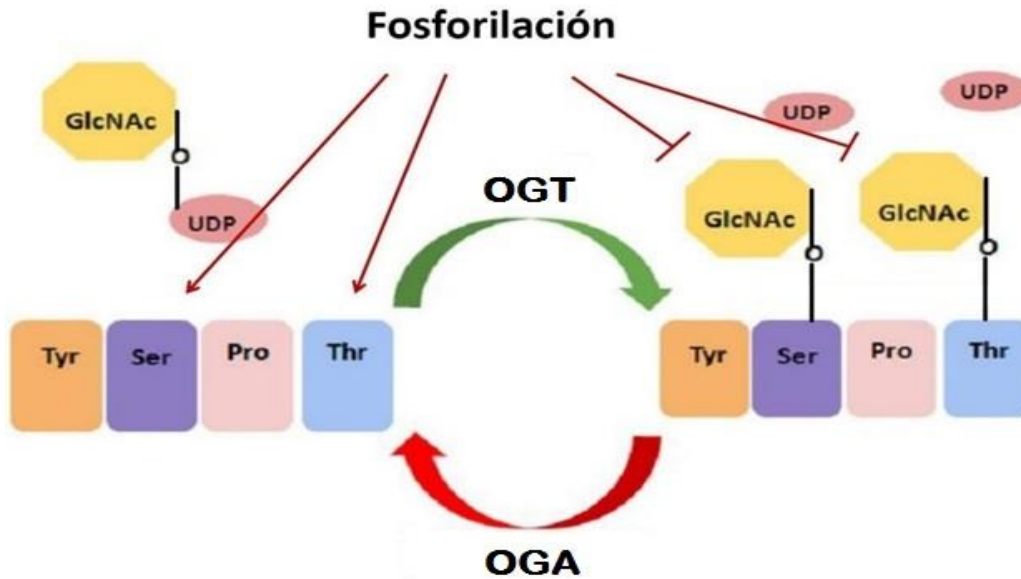 Fosforilación
GlcNAc
O
UDP
OGT
UDP
UDP
GlcNAc
O
GlcNAc
O
Tyr
Ser
Pro
Thr
Tyr
Ser
Pro
Thr
OGA